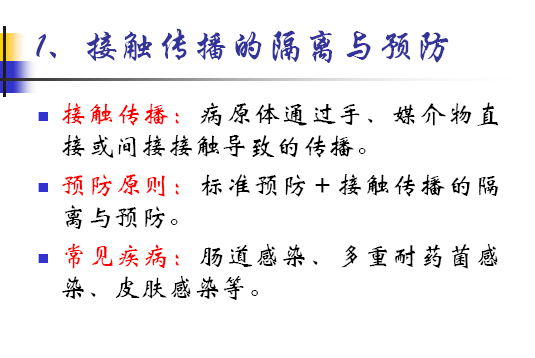 1、接触传播的隔离与预防
接触传播：病原体通过手、媒介物直
接或间接接触导致的传播。
预防原则：标准预防＋接触传播的隔
离与预防。
常见疾病：肠道感染、多重耐药菌感
染、皮肤感染等。